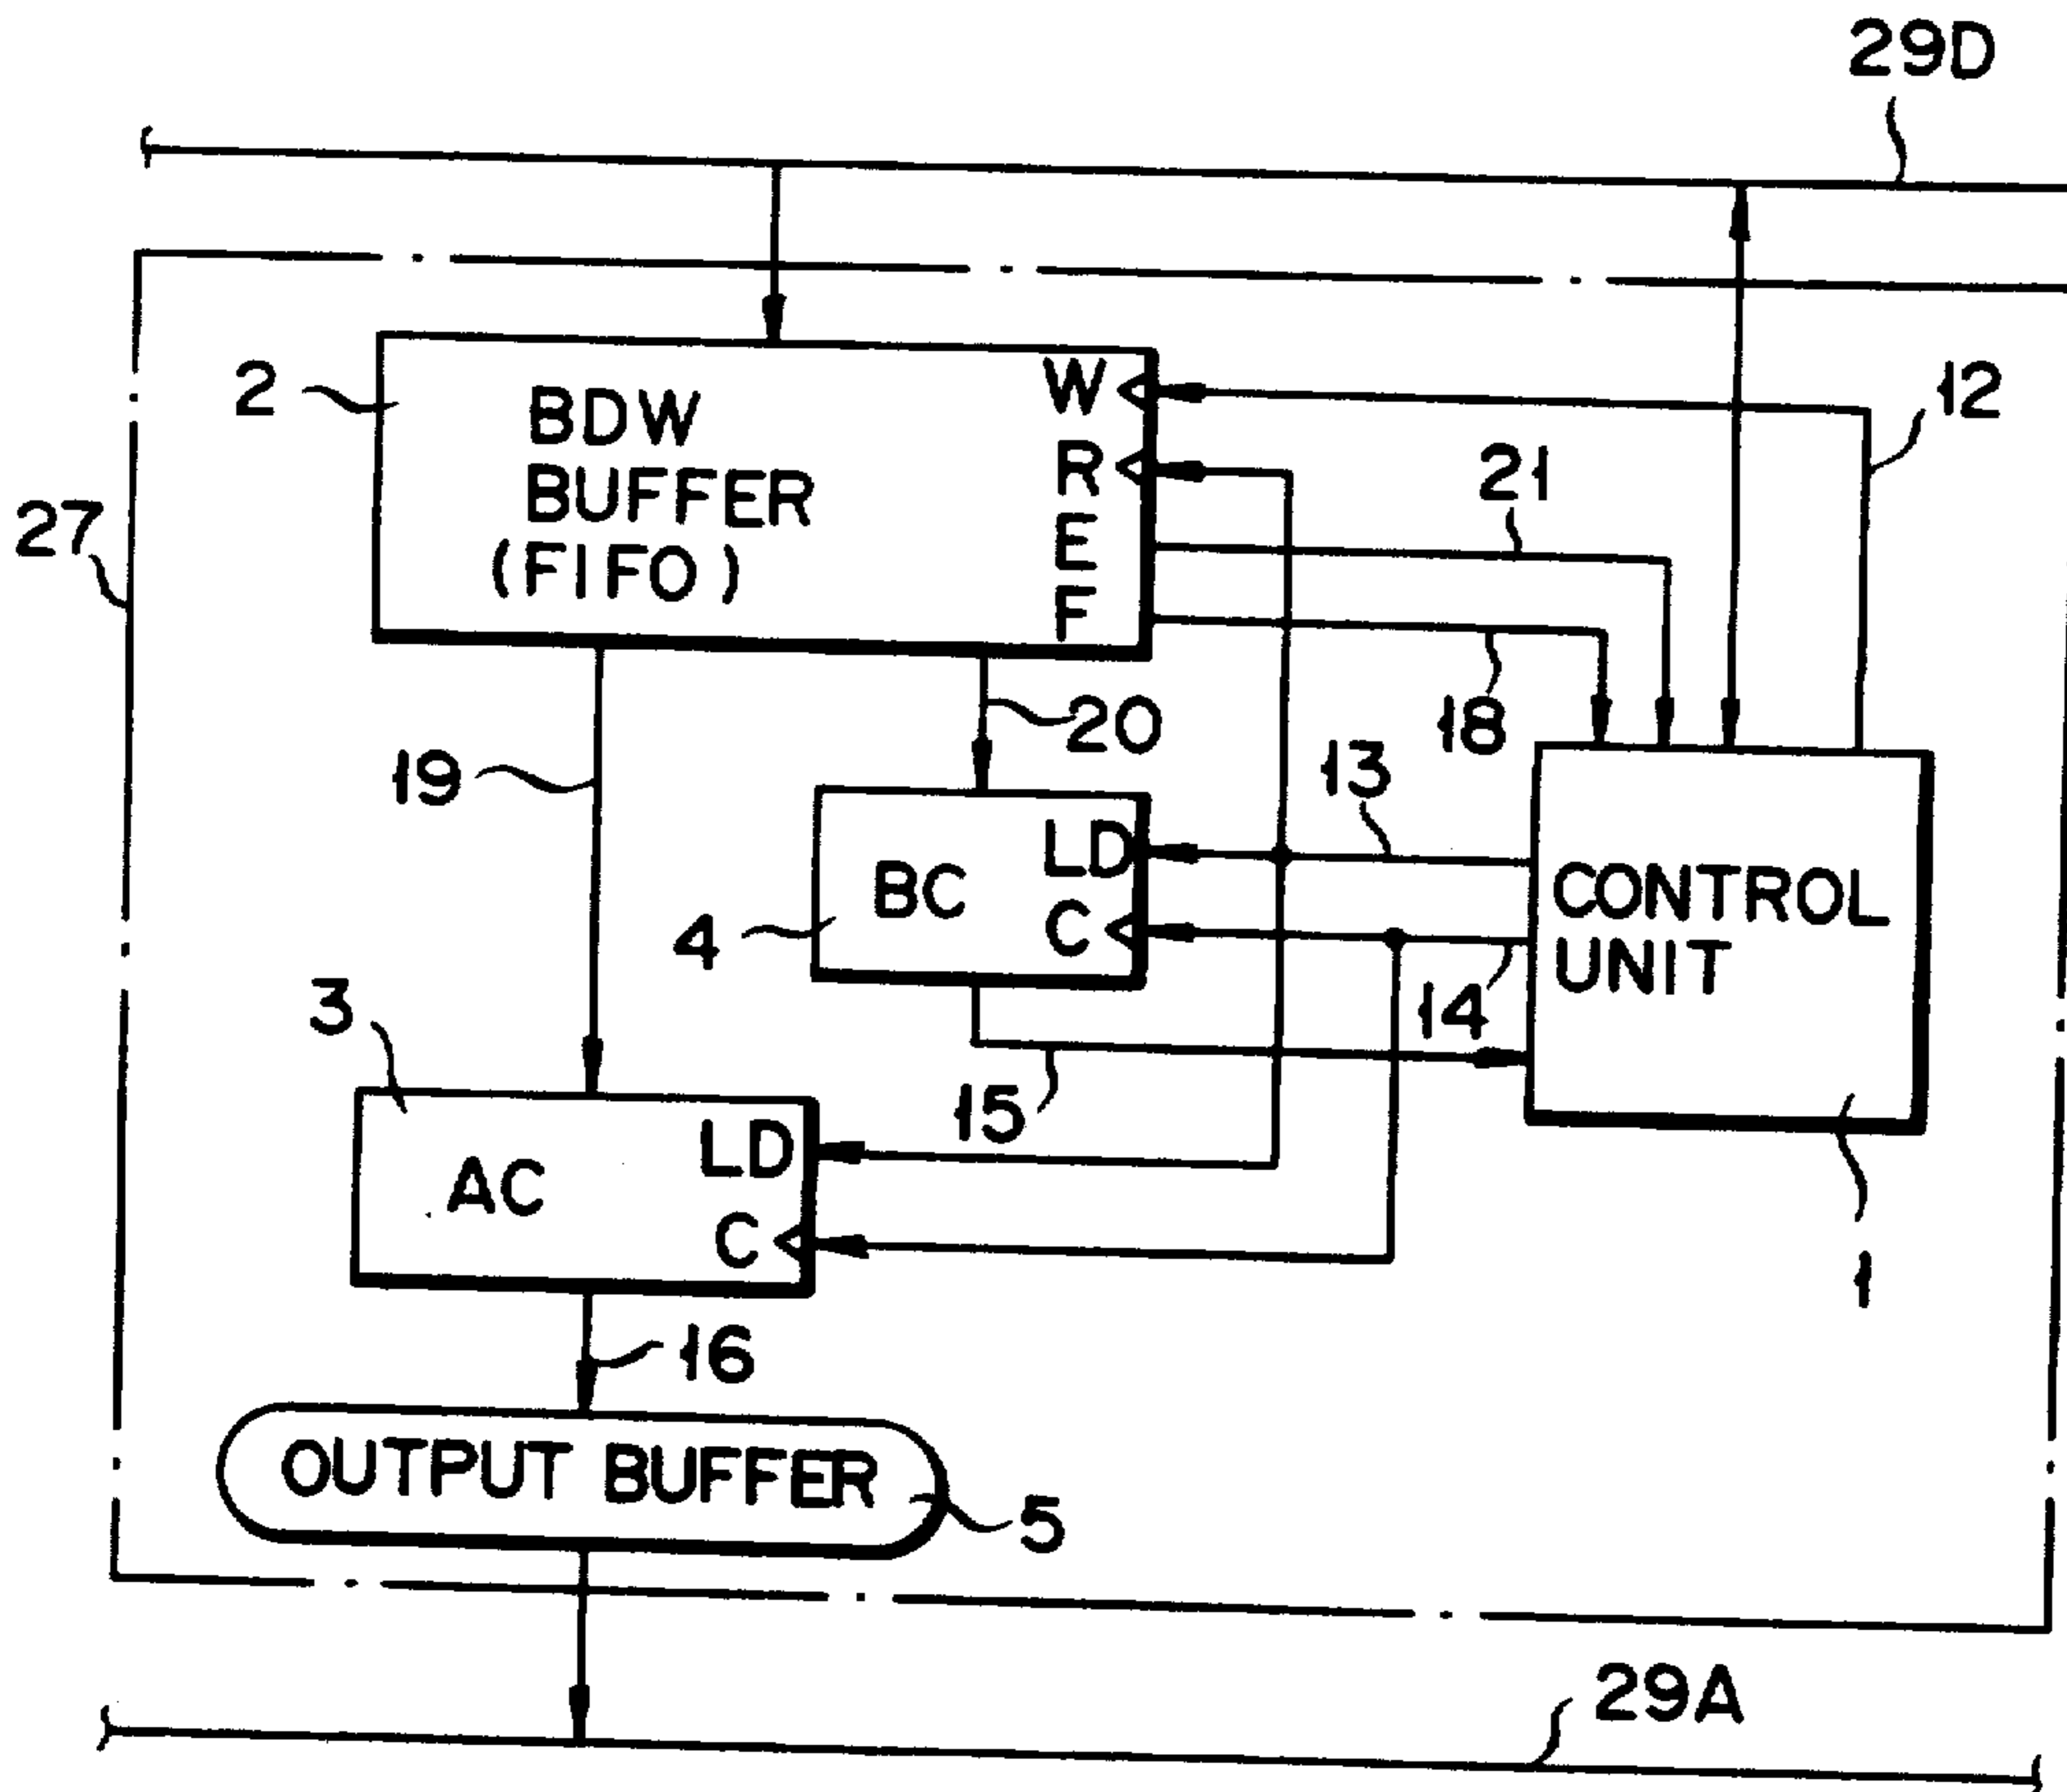 29D
2
BDW
BUFFER
(FIFO)
W
R
E
F
12
21
27
20
18
19
13
LD
BC
C
4
CONTROL
UNIT
14
3
15
LD
AC
C
1
16
OUTPUT BUFFER
5
29A